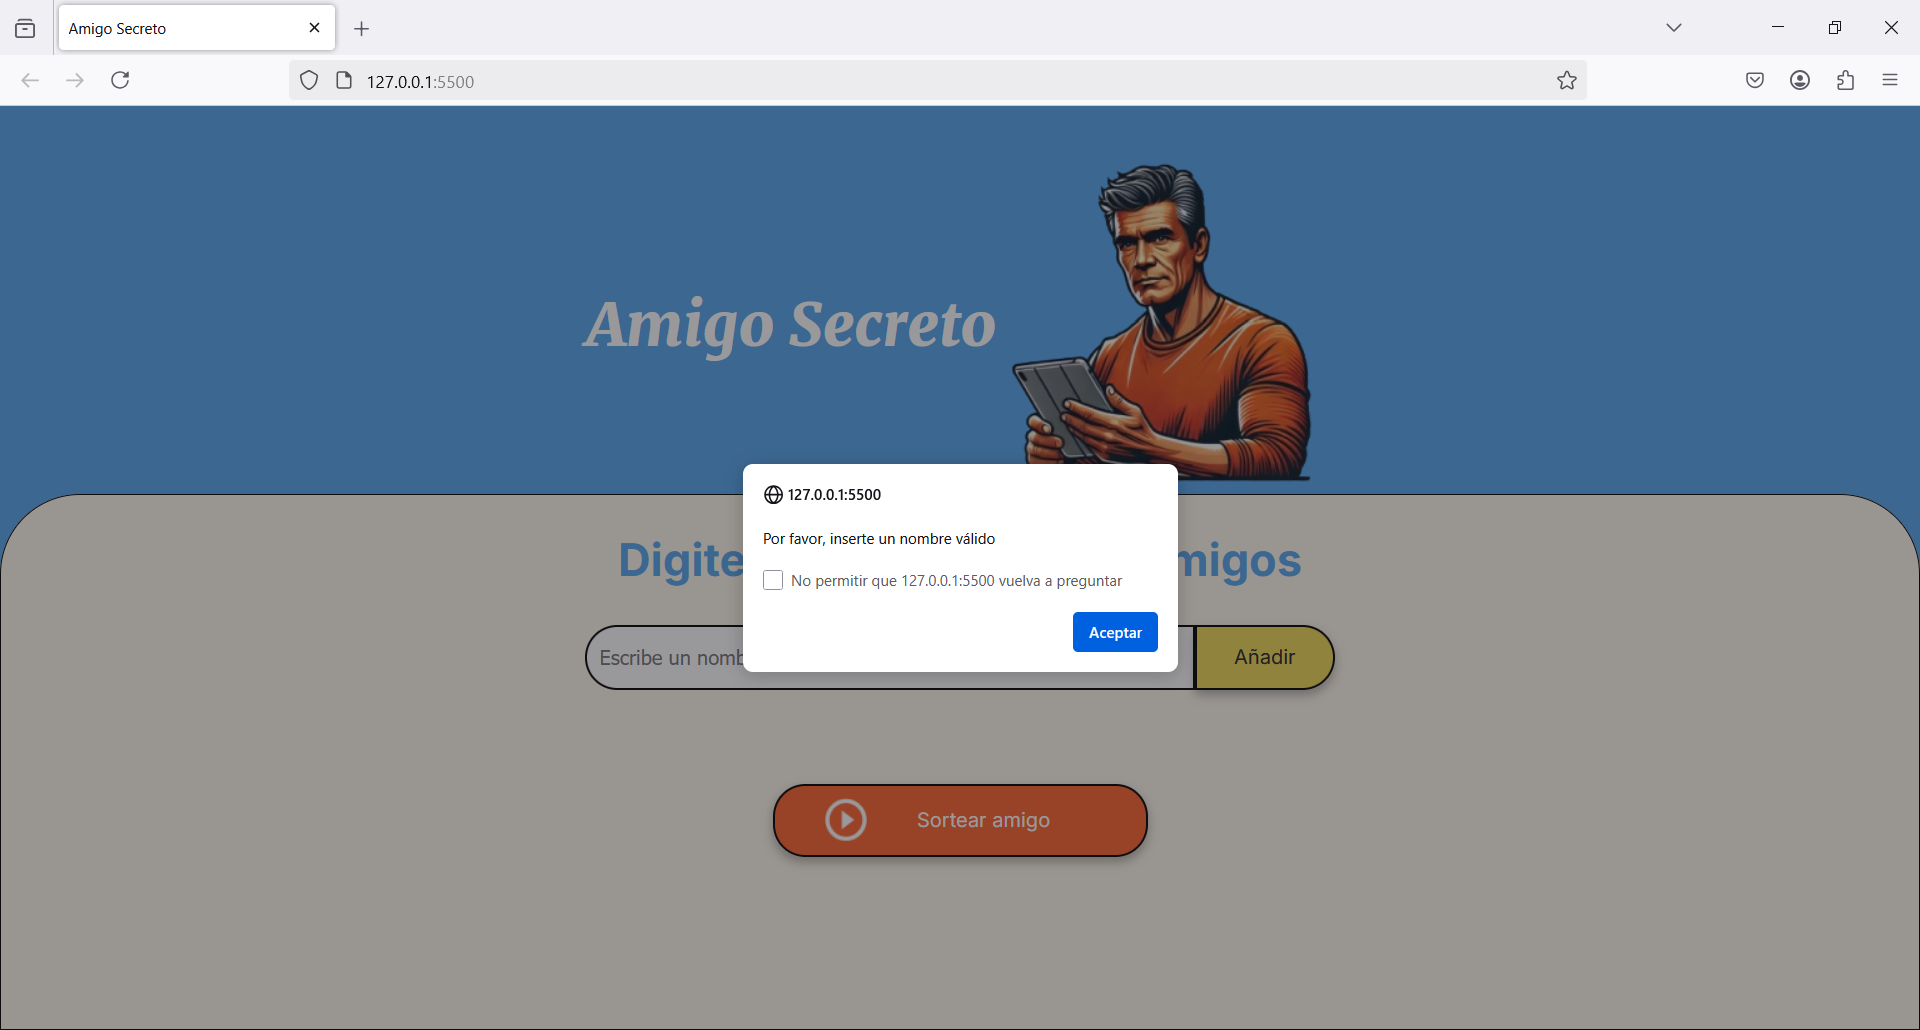 Amigo Secreto
127.0.0.1:5500
Amigo Secreto
127.0.0.1:5500
Por favor, inserte un nombre válido
No permitir que 127.0.0.1:5500 vuelva a preguntar
Aceptar
Digite
migos
Escribe un nomb
Añadir
Sortear amigo